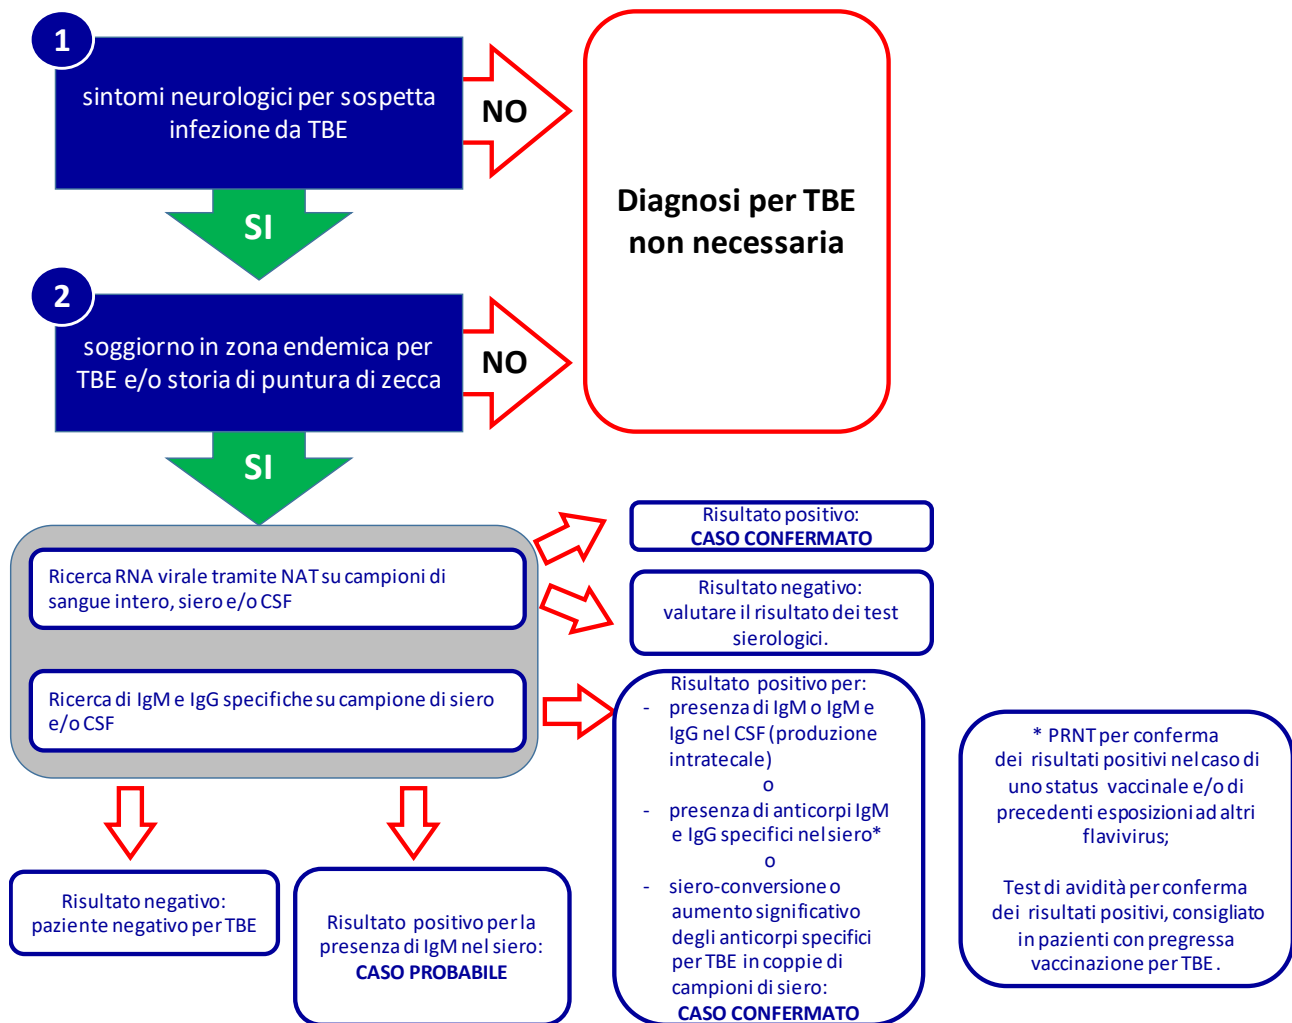 1
sintomi neurologici per sospetta
infezione da TBE
NO
SI
Diagnosi per TBE
non necessaria
2
soggiorno in zona endemica per
TBE e/o storia di puntura di zecca
NO
SI
Ricerca RNA virale tramite NAT su campioni di
sangue intero, siero e/o CSF
Risultato positivo:
CASO CONFERMATO
Risultato negativo:
valutare il risultato dei test
sierologici.
Ricerca di IgM e IgG specifiche su campione di siero
e/o CSF
Risultato positivo per:
- presenza di IgM o IgM e
IgG nel CSF (produzione
intratecale)
o
- presenza di anticorpi IgM
e IgG specifici nel siero*
o
- siero-conversione o
aumento significativo
degli anticorpi specifici
per TBE in coppie di
campioni di siero:
CASO CONFERMATO
* PRNT per conferma
dei risultati positivi nel caso di
uno status vaccinale e/o di
precedenti esposizioni ad altri
flavivirus;
Test di avidità per conferma
dei risultati positivi, consigliato
in pazienti con pregressa
vaccinazione per TBE.
Risultato negativo:
paziente negativo per TBE
Risultato positivo per la
presenza di IgM nel siero:
CASO PROBABILE